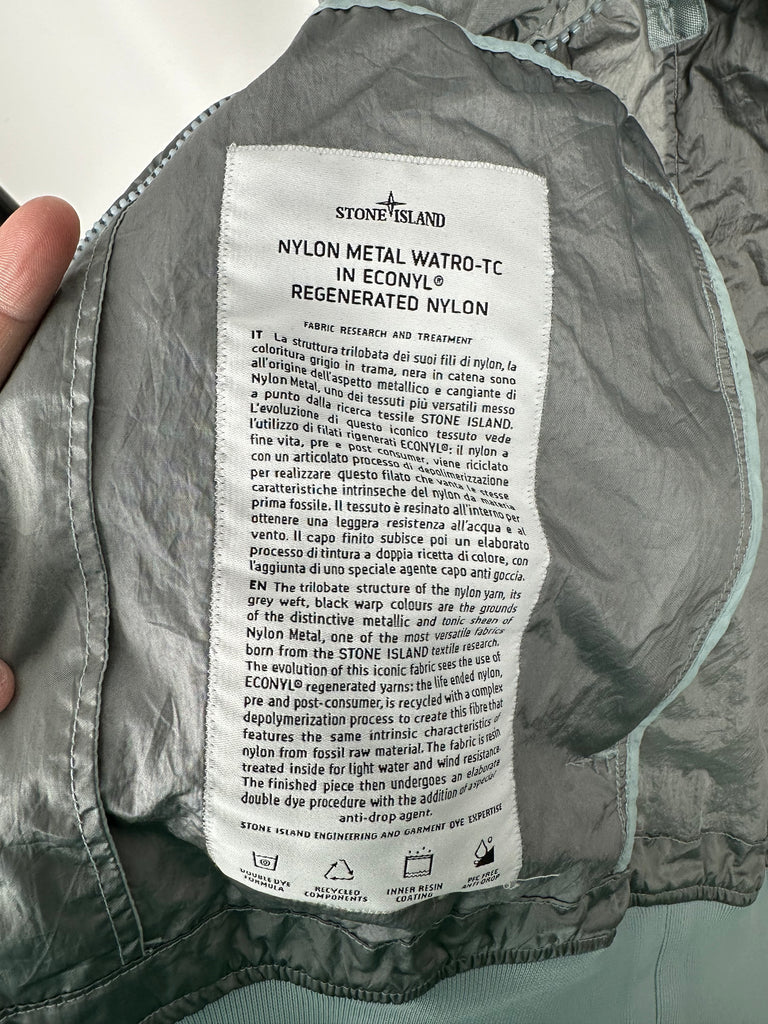 STONE ISLAND
NYLON METAL WATRO-TC
IN ECONYL®
REGENERATED NYLON
FABRIC RESEARCH AND TREATMENT
IT La struttura trilobata dei suoi fili di nylon, la
coloritura grigio in trama, nera in catena sono
all'origine dell'aspetto metallico e cangiante di
Nylon Metal, uno dei tessuti più versatili messo
a punto dalla ricerca tessile STONE ISLAND.
L'evoluzione di questo iconico tessuto vede
l'utilizzo di filati rigenerati ECONYL®: il nylon a
fine vita, pre e post consumer, viene riciclato
con un articolato processo di depolimerizzazione
per realizzare questo filato che vanta le stesse
caratteristiche intrinseche del nylon da materia
prima fossile. Il tessuto è resinato all'interno per
ottenere una leggera resistenza all'acqua e al
vento. Il capo finito subisce poi un elaborato
processo di tintura a doppia ricetta di colore, con
l'aggiunta di uno speciale agente capo anti goccia.
EN The trilobate structure of the nylon yarn, its
grey weft, black warp colours are the grounds
of the distinctive metallic and tonic sheen of
Nylon Metal, one of the most versatile fabrics
born from the STONE ISLAND textile research.
The evolution of this iconic fabric sees the use of
ECONYL® regenerated yarns: the life ended nylon,
pre and post-consumer, is recycled with a complex
depolymerization process to create this fibre that
features the same intrinsic characteristics of
nylon from fossil raw material. The fabric is resin
treated inside for light water and wind resistance.
The finished piece then undergoes an elaborate
double dye procedure with the addition of a special
anti-drop agent.
STONE ISLAND ENGINEERING AND GARMENT DYE EXPERTISE
DOUBLE DYE
FORMULA
RECYCLED
COMPONENTS
INNER RESIN
COATING
PFC FREE
ANTI DROP